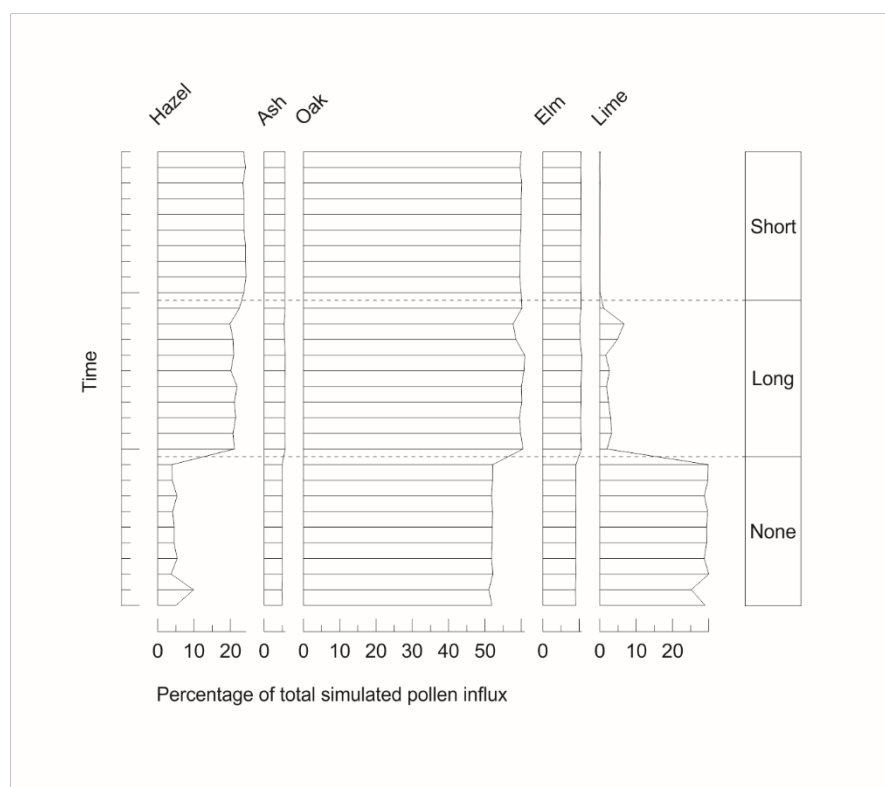 Hazel
Ash
Oak
Elm
Lime
Short
Long
Time
None
0 10 20 0 0 10 20 30 40 50 0 0 10 20
Percentage of total simulated pollen influx